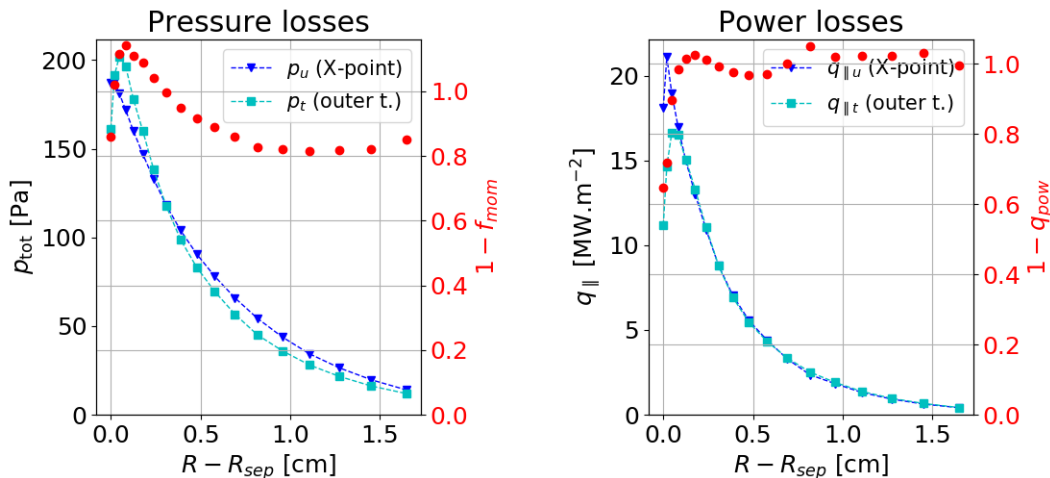 Pressure losses
p_u (X-point)
p_t (outer t.)
200
150
100
50
0
p_tot [Pa]
1.0
0.8
0.6
0.4
0.2
0.0
1 − f_mom
0.0 0.5 1.0 1.5
R − R_sep [cm]
Power losses
q_∥u (X-point)
q_∥t (outer t.)
20
15
10
5
0
q_∥ [MW.m⁻²]
1.0
0.8
0.6
0.4
0.2
0.0
1 − q_pow
0.0 0.5 1.0 1.5
R − R_sep [cm]